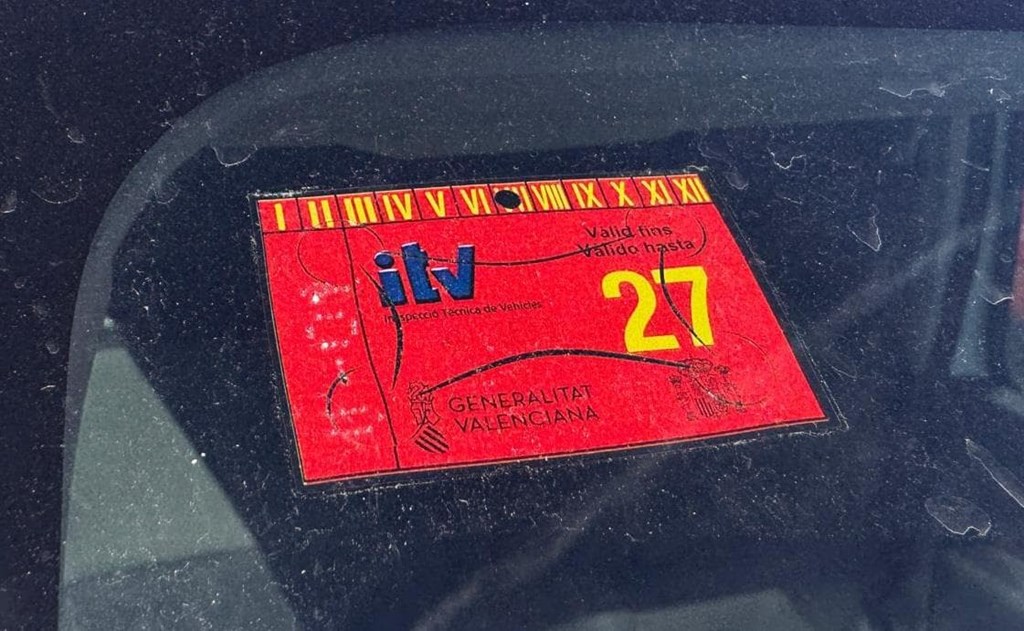 I II III IV V VI VIII IX X XI XII
Vàlid fins
Válido hasta
itv
27
Inspecció Tècnica de Vehicles
GENERALITAT
VALENCIANA